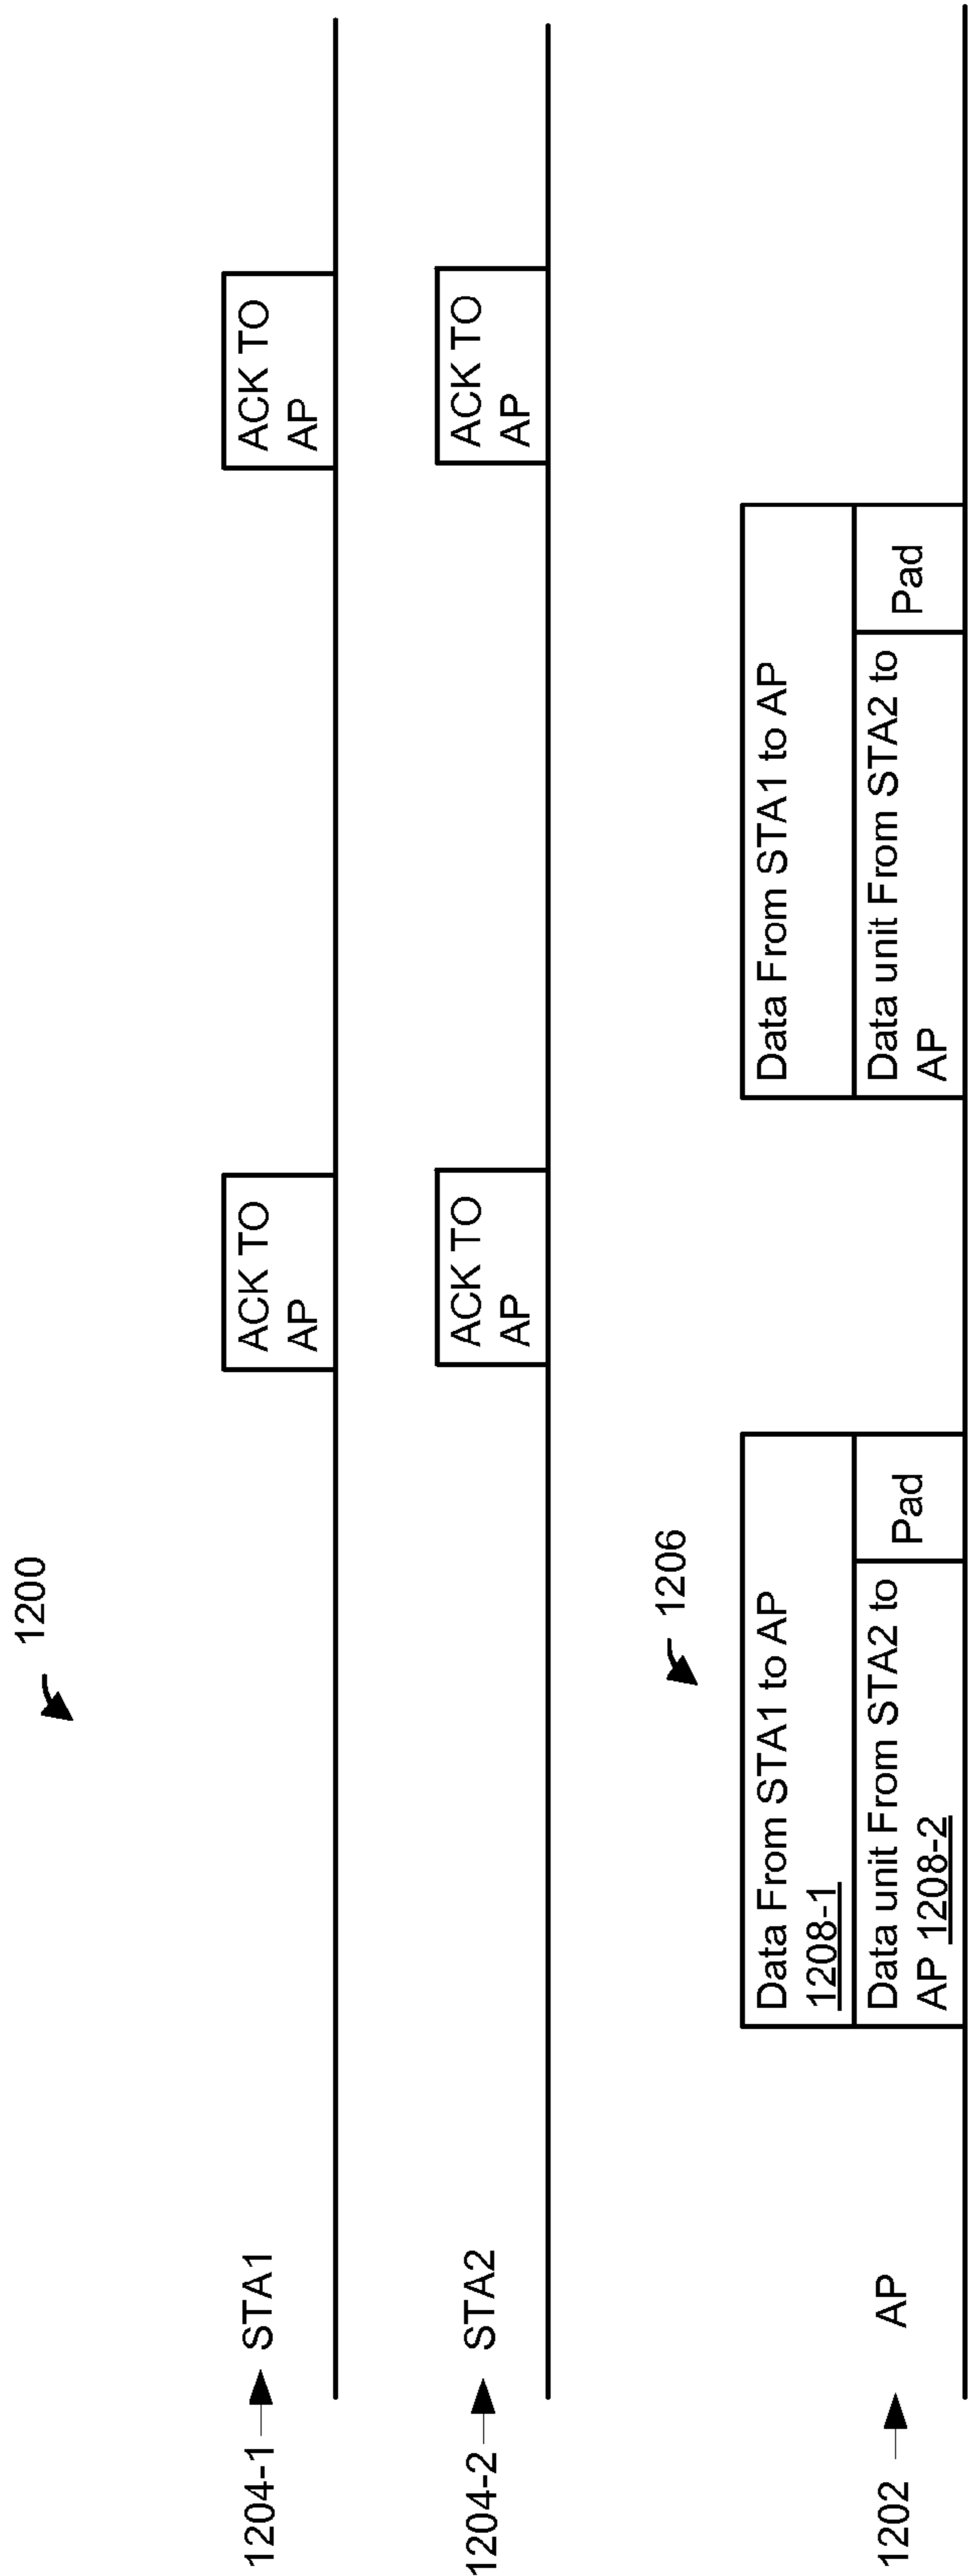 1200
1204-1
STA1
ACK TO
AP
ACK TO
AP
1204-2
STA2
ACK TO
AP
ACK TO
AP
1206
1202
AP
Data From STA1 to AP
1208-1
Data unit From STA2 to
AP 1208-2
Pad
Data From STA1 to AP
Data unit From STA2 to
AP
Pad